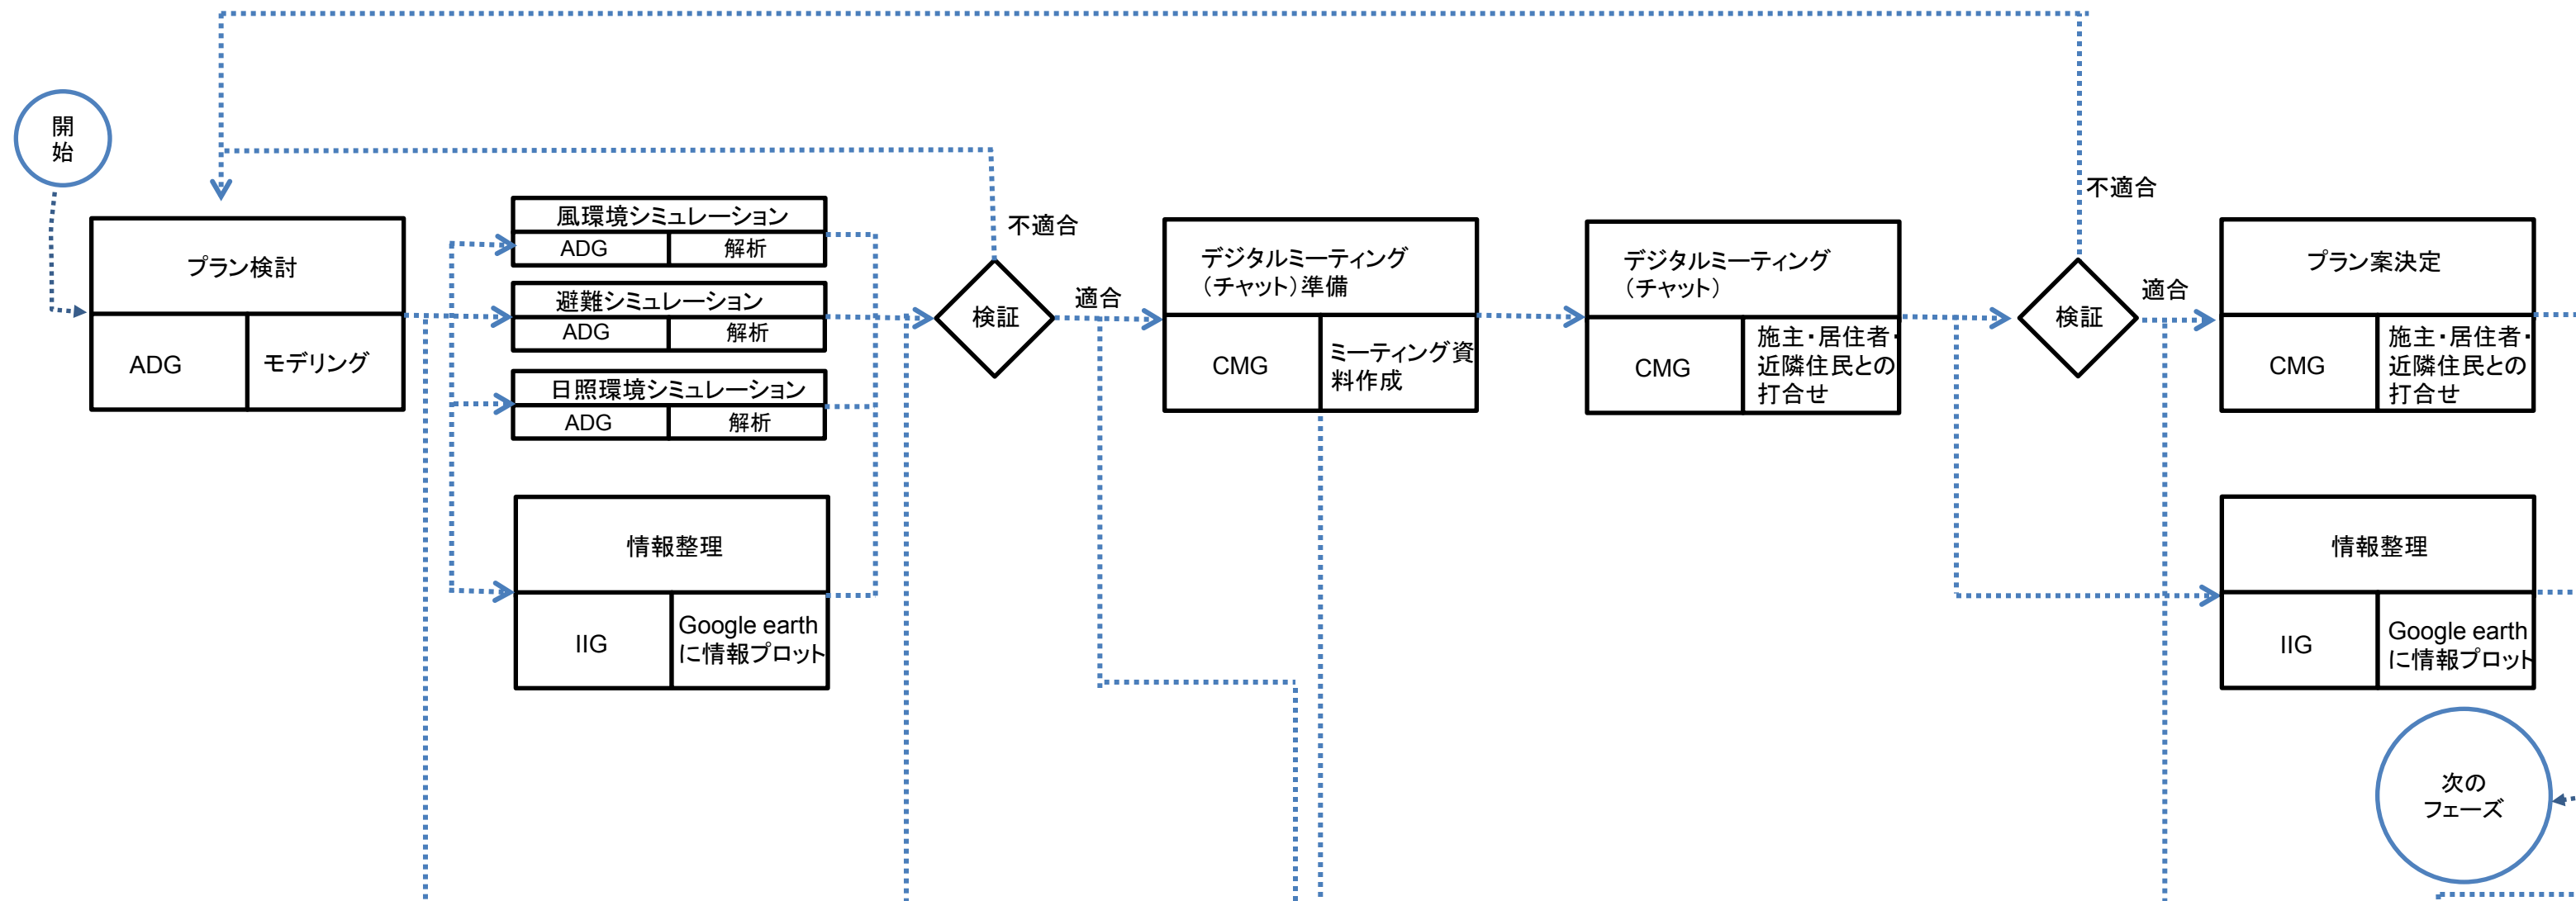 開
始
プラン検討
ADG
モデリング
風環境シミュレーション
ADG
解析
避難シミュレーション
ADG
解析
日照環境シミュレーション
ADG
解析
情報整理
IIG
Google earth
に情報プロット
不適合
検証
適合
デジタルミーティング
（チャット）準備
CMG
ミーティング資
料作成
デジタルミーティング
（チャット）
CMG
施主・居住者・
近隣住民との
打合せ
不適合
検証
適合
プラン案決定
CMG
施主・居住者・
近隣住民との
打合せ
情報整理
IIG
Google earth
に情報プロット
次の
フェーズ